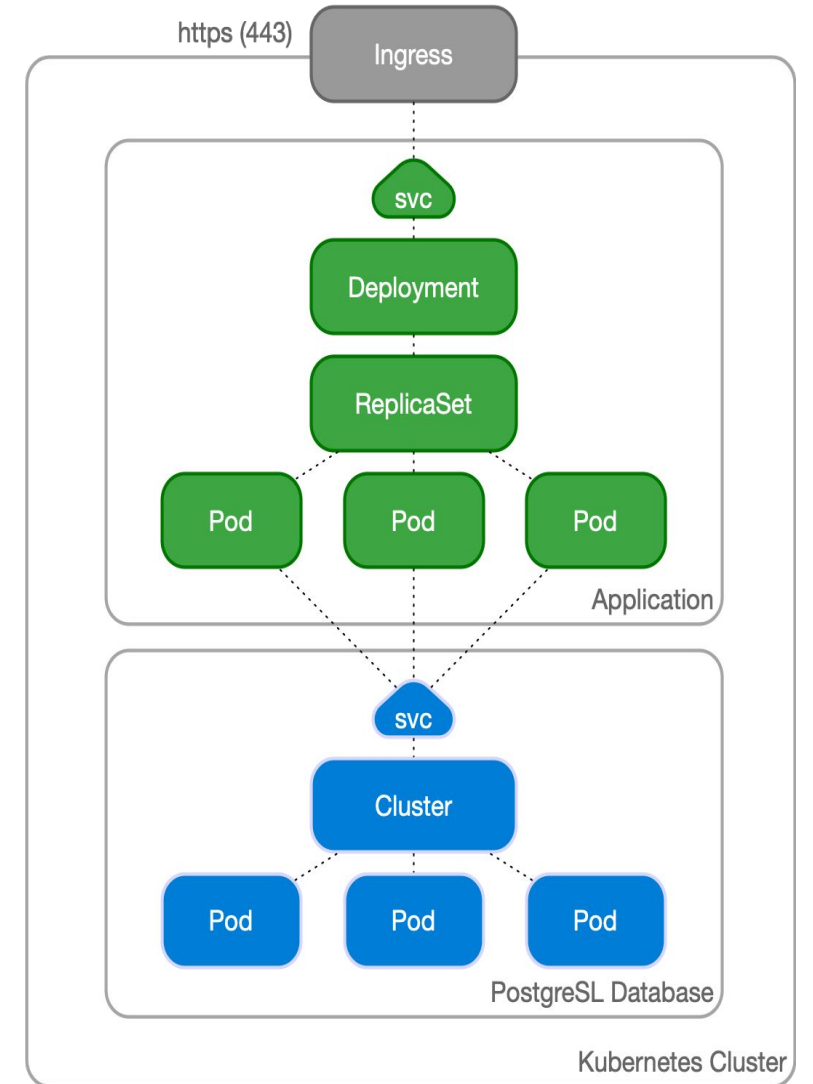 https (443)
Ingress
svc
Deployment
ReplicaSet
Pod
Pod
Pod
Application
svc
Cluster
Pod
Pod
Pod
PostgreSL Database
Kubernetes Cluster